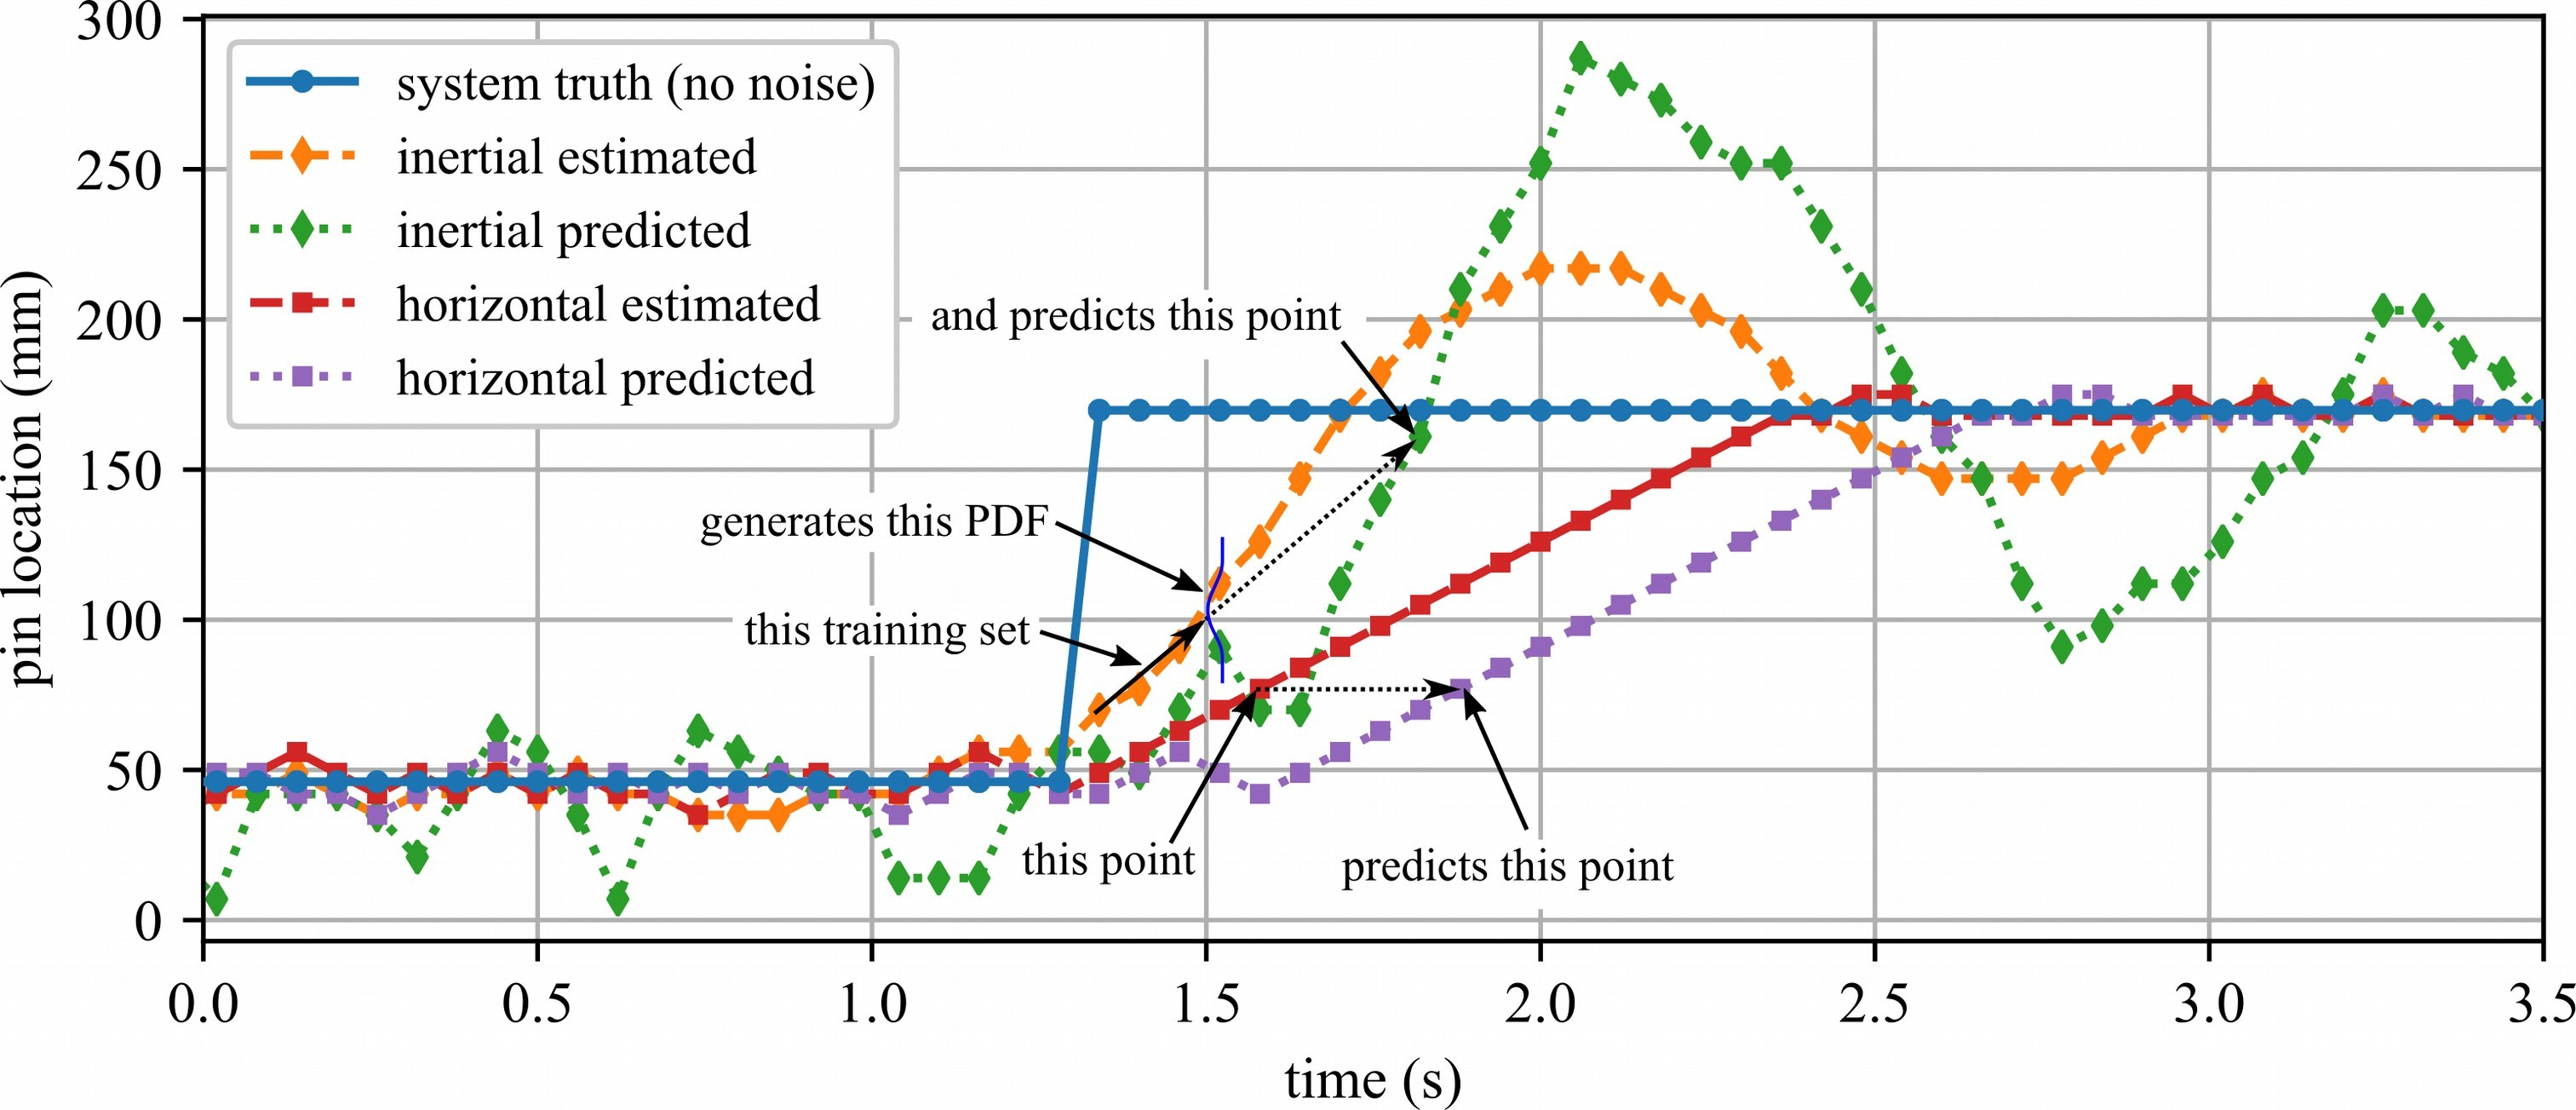 300
250
200
150
100
50
0
pin location (mm)
system truth (no noise)
inertial estimated
inertial predicted
horizontal estimated
horizontal predicted
and predicts this point
generates this PDF
this training set
this point
predicts this point
0.0 0.5 1.0 1.5 2.0 2.5 3.0 3.5
time (s)